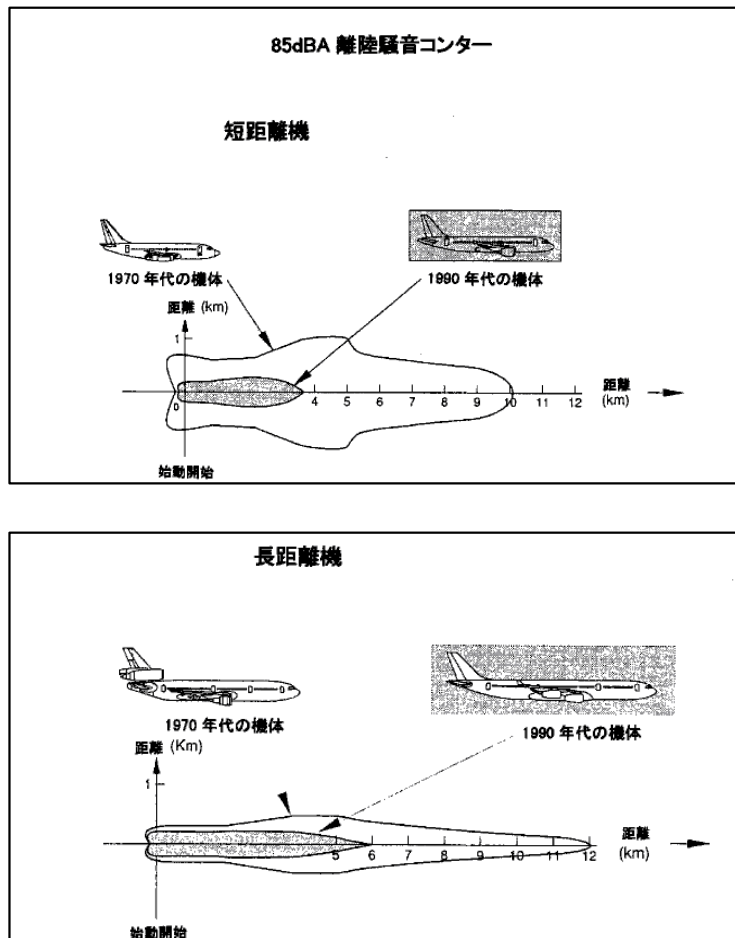 85dBA 離陸騒音コンター
短距離機
1970 年代の機体
1990 年代の機体
距離 (km)
1
0
4 5 6 7 8 9 10 11 12
距離
(km)
始動開始
長距離機
1970 年代の機体
1990 年代の機体
距離 (Km)
1
5 6 7 8 9 10 11 12
距離
(km)
始動開始